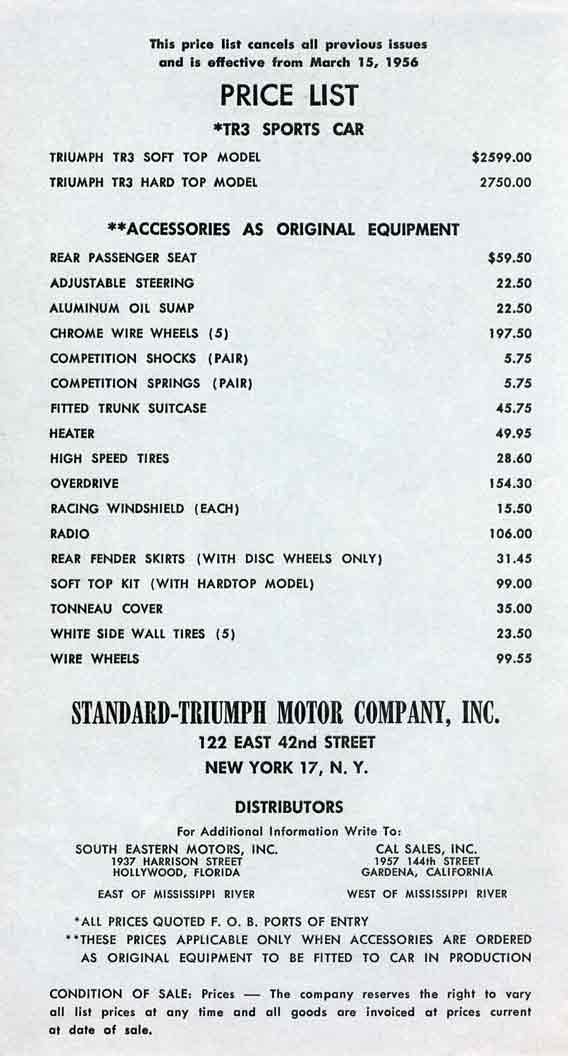 This price list cancels all previous issues
and is effective from March 15, 1956
PRICE LIST
*TR3 SPORTS CAR
TRIUMPH TR3 SOFT TOP MODEL $2599.00
TRIUMPH TR3 HARD TOP MODEL 2750.00
**ACCESSORIES AS ORIGINAL EQUIPMENT
REAR PASSENGER SEAT $59.50
ADJUSTABLE STEERING 22.50
ALUMINUM OIL SUMP 22.50
CHROME WIRE WHEELS (5) 197.50
COMPETITION SHOCKS (PAIR) 5.75
COMPETITION SPRINGS (PAIR) 5.75
FITTED TRUNK SUITCASE 45.75
HEATER 49.95
HIGH SPEED TIRES 28.60
OVERDRIVE 154.30
RACING WINDSHIELD (EACH) 15.50
RADIO 106.00
REAR FENDER SKIRTS (WITH DISC WHEELS ONLY) 31.45
SOFT TOP KIT (WITH HARDTOP MODEL) 99.00
TONNEAU COVER 35.00
WHITE SIDE WALL TIRES (5) 23.50
WIRE WHEELS 99.55
STANDARD-TRIUMPH MOTOR COMPANY, INC.
122 EAST 42nd STREET
NEW YORK 17, N. Y.
DISTRIBUTORS
For Additional Information Write To:
SOUTH EASTERN MOTORS, INC.
1937 HARRISON STREET
HOLLYWOOD, FLORIDA
EAST OF MISSISSIPPI RIVER
CAL SALES, INC.
1957 144th STREET
GARDENA, CALIFORNIA
WEST OF MISSISSIPPI RIVER
*ALL PRICES QUOTED F. O. B. PORTS OF ENTRY
**THESE PRICES APPLICABLE ONLY WHEN ACCESSORIES ARE ORDERED
AS ORIGINAL EQUIPMENT TO BE FITTED TO CAR IN PRODUCTION
CONDITION OF SALE: Prices — The company reserves the right to vary
all list prices at any time and all goods are invoiced at prices current
at date of sale.